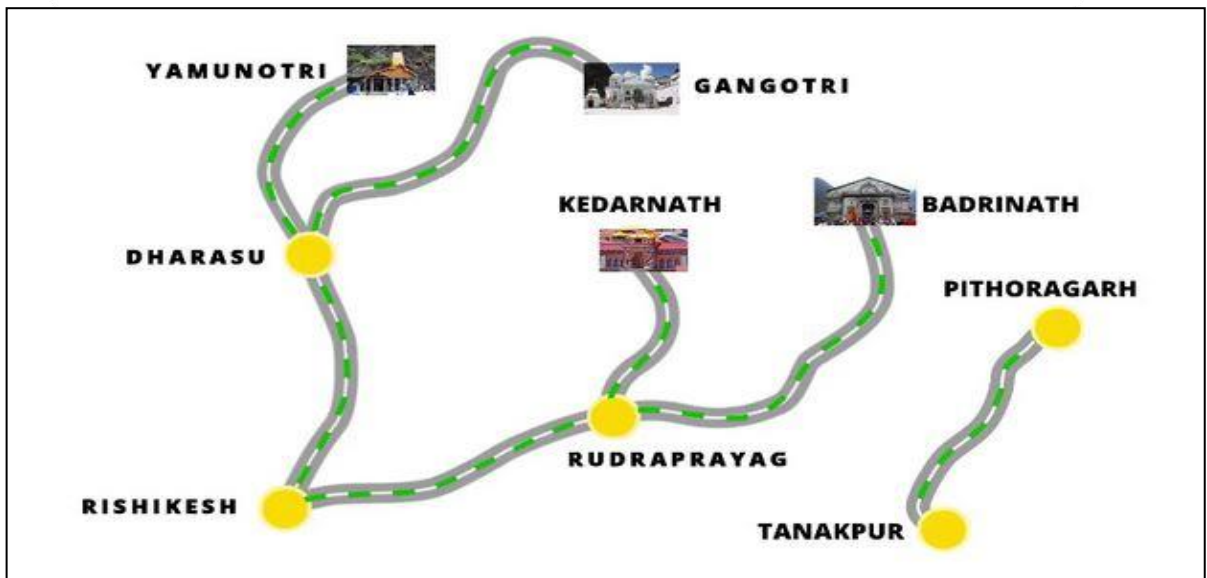 YAMUNOTRI
GANGOTRI
KEDARNATH
BADRINATH
DHARASU
PITHORAGARH
RUDRAPRAYAG
RISHIKESH
TANAKPUR